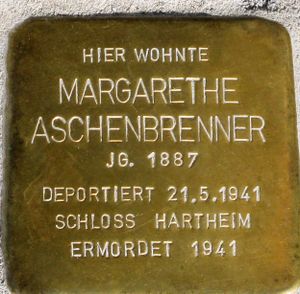 HIER WOHNTE
MARGARETHE
ASCHENBRENNER
JG. 1887
DEPORTIERT 21.5.1941
SCHLOSS HARTHEIM
ERMORDET 1941